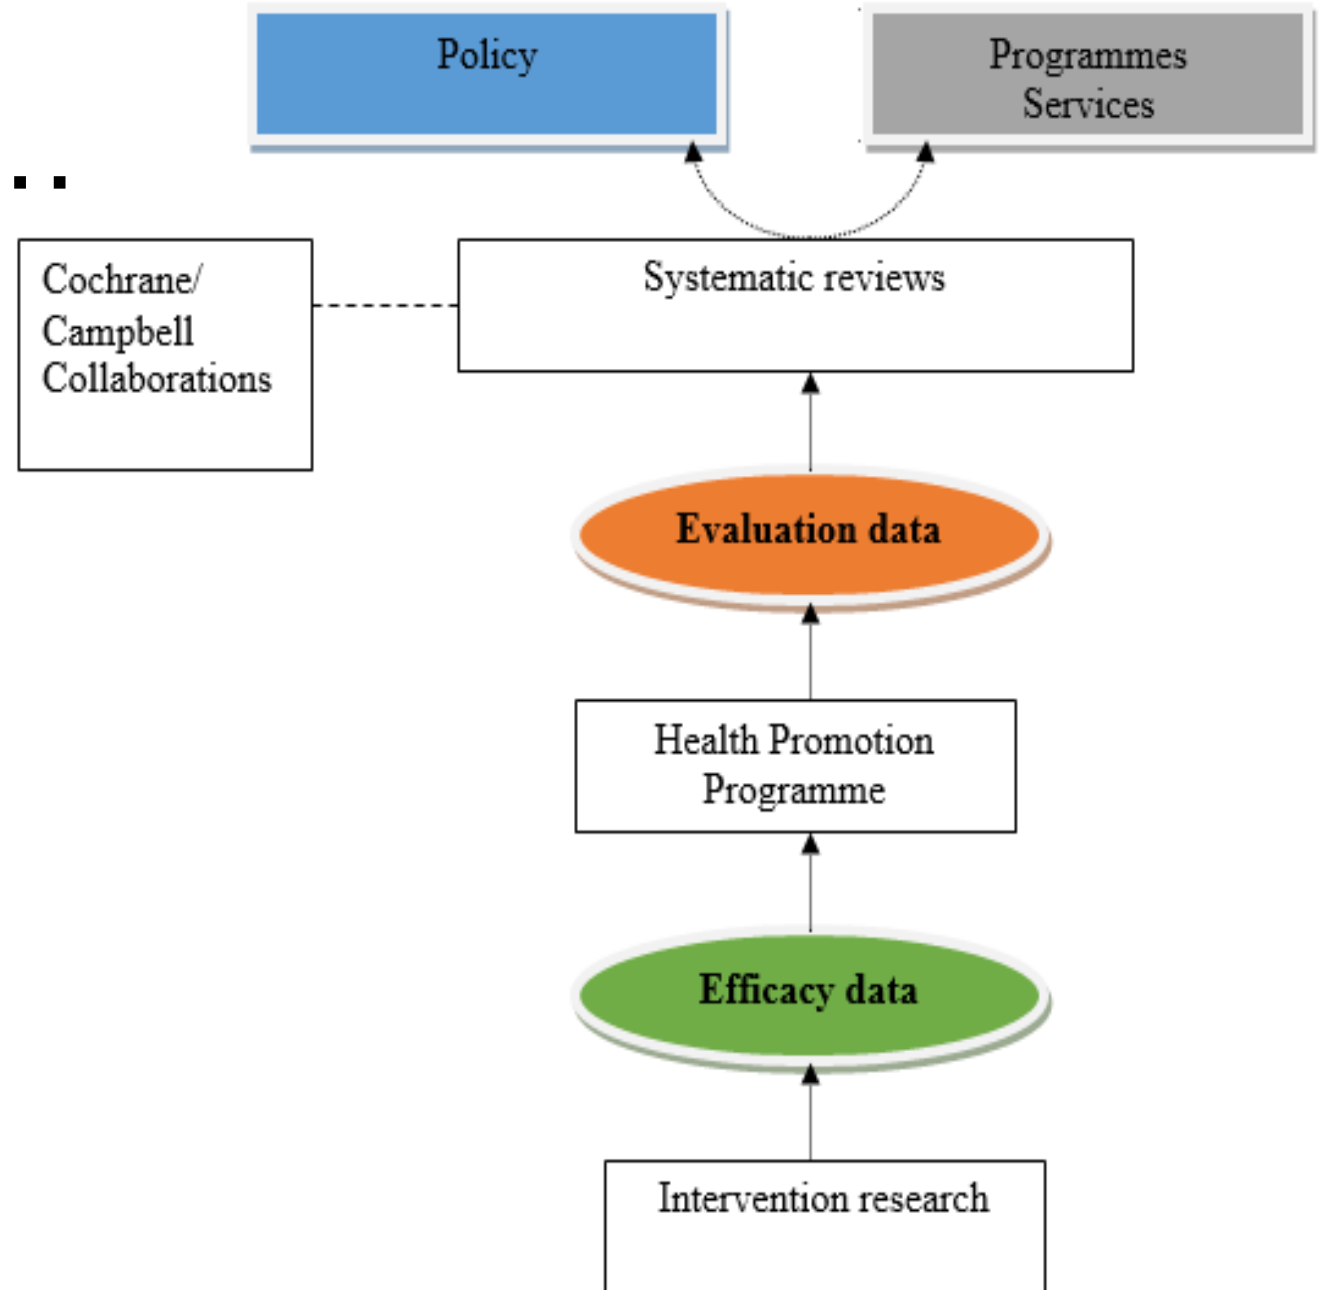 Policy
Programmes
Services
Cochrane/
Campbell
Collaborations
Systematic reviews
Evaluation data
Health Promotion
Programme
Efficacy data
Intervention research